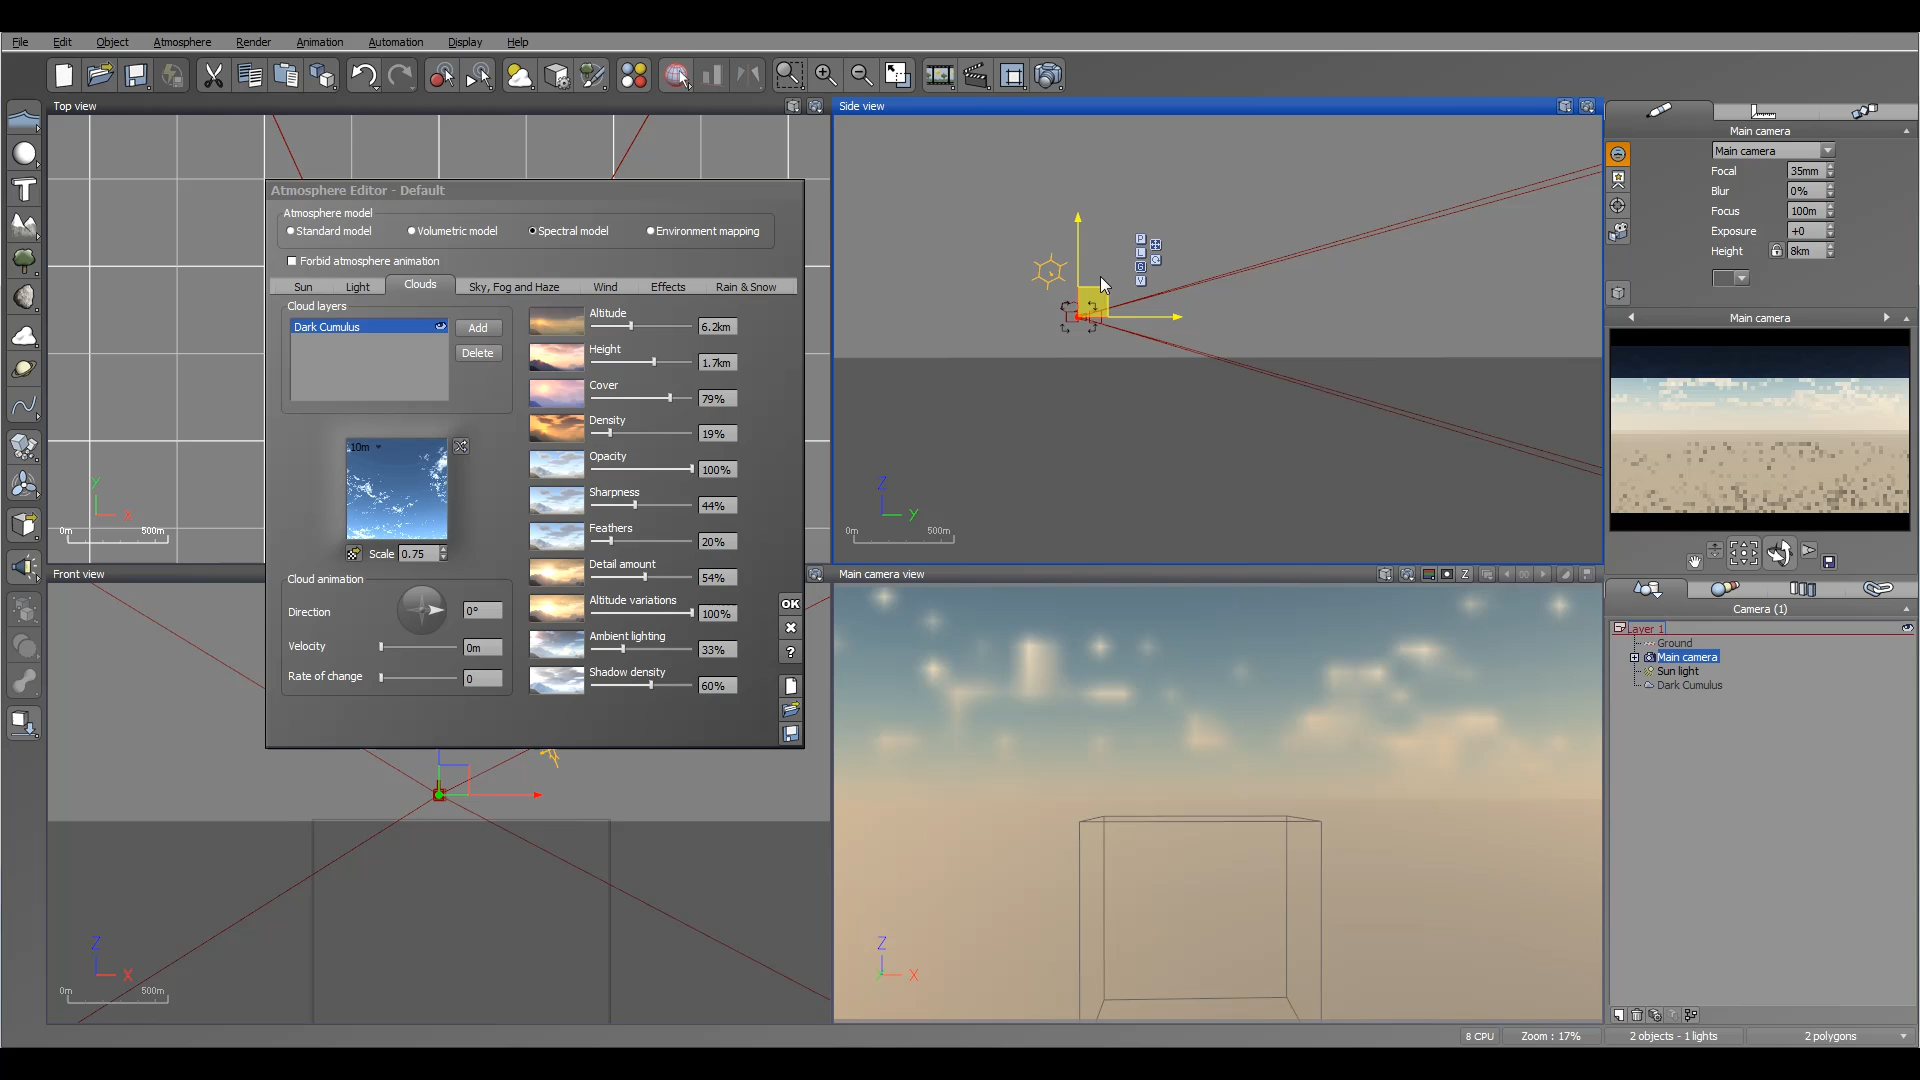 File Edit Object Atmosphere Render Animation Automation Display Help
Top view
Side view
Main camera
Main camera
Focal 35mm
Blur 0%
Focus 100m
Exposure +0
Height 8km
Main camera
Atmosphere Editor - Default
Atmosphere model
Standard model Volumetric model Spectral model Environment mapping
Forbid atmosphere animation
Sun Light Clouds Sky, Fog and Haze Wind Effects Rain & Snow
Cloud layers
Dark Cumulus
Add
Delete
10m
Scale 0.75
Cloud animation
Direction 0°
Velocity 0m
Rate of change 0
Altitude 6.2km
Height 1.7km
Cover 79%
Density 19%
Opacity 100%
Sharpness 44%
Feathers 20%
Detail amount 54%
Altitude variations 100%
Ambient lighting 33%
Shadow density 60%
OK
?
P
L
G
V
Y
X
0m 500m
Z
Y
0m 500m
Front view
Main camera view
Z
Z
X
0m 500m
Z
Y X
Camera (1)
Layer 1
Ground
Main camera
Sun light
Dark Cumulus
8 CPU Zoom : 17% 2 objects - 1 lights 2 polygons